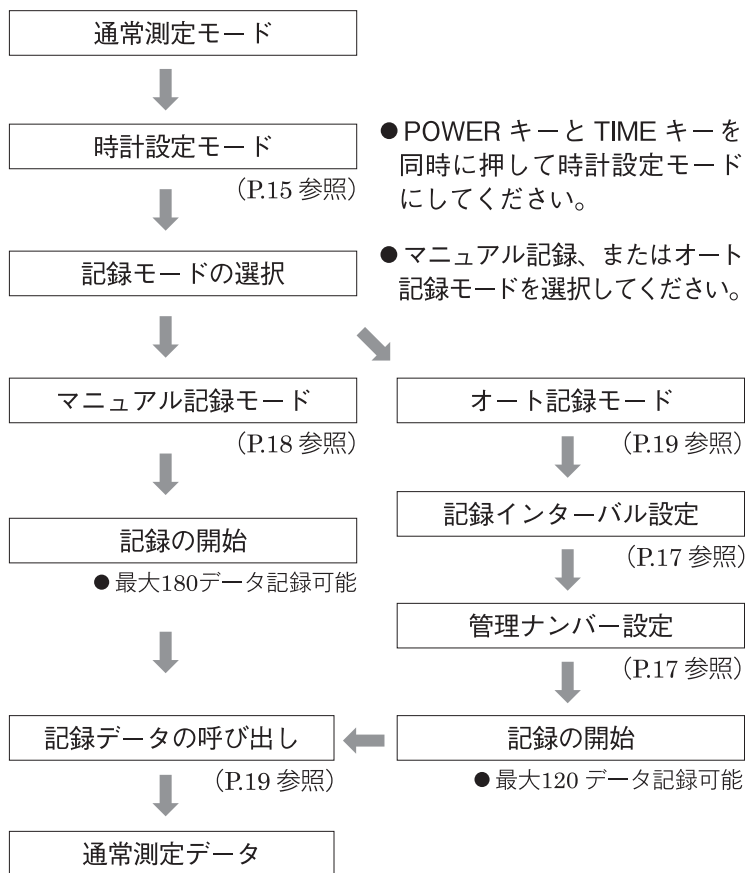 通常測定モード
時計設定モード
（P.15 参照）
● POWER キーと TIME キーを
同時に押して時計設定モード
にしてください。
記録モードの選択
● マニュアル記録、またはオート
記録モードを選択してください。
マニュアル記録モード
（P.18 参照）
記録の開始
● 最大180データ記録可能
オート記録モード
（P.19 参照）
記録インターバル設定
（P.17 参照）
管理ナンバー設定
（P.17 参照）
記録の開始
● 最大120 データ記録可能
記録データの呼び出し
（P.19 参照）
通常測定データ